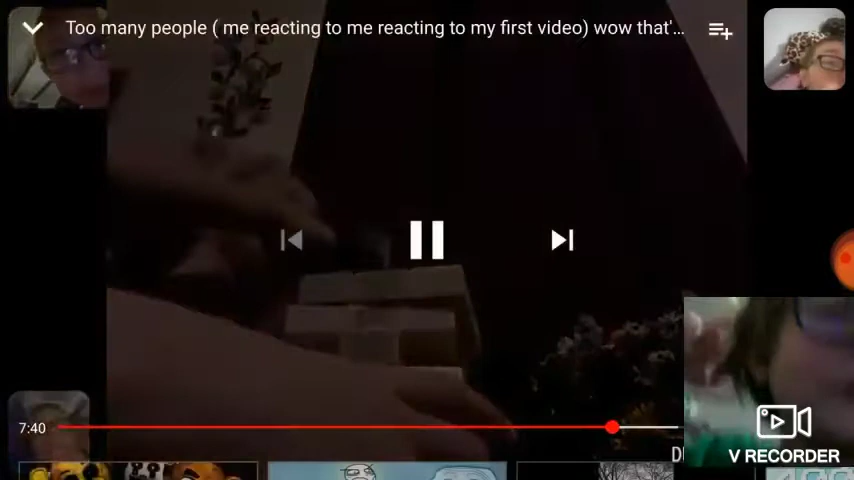 Too many people ( me reacting to me reacting to my first video) wow that'...
7:40
V RECORDER